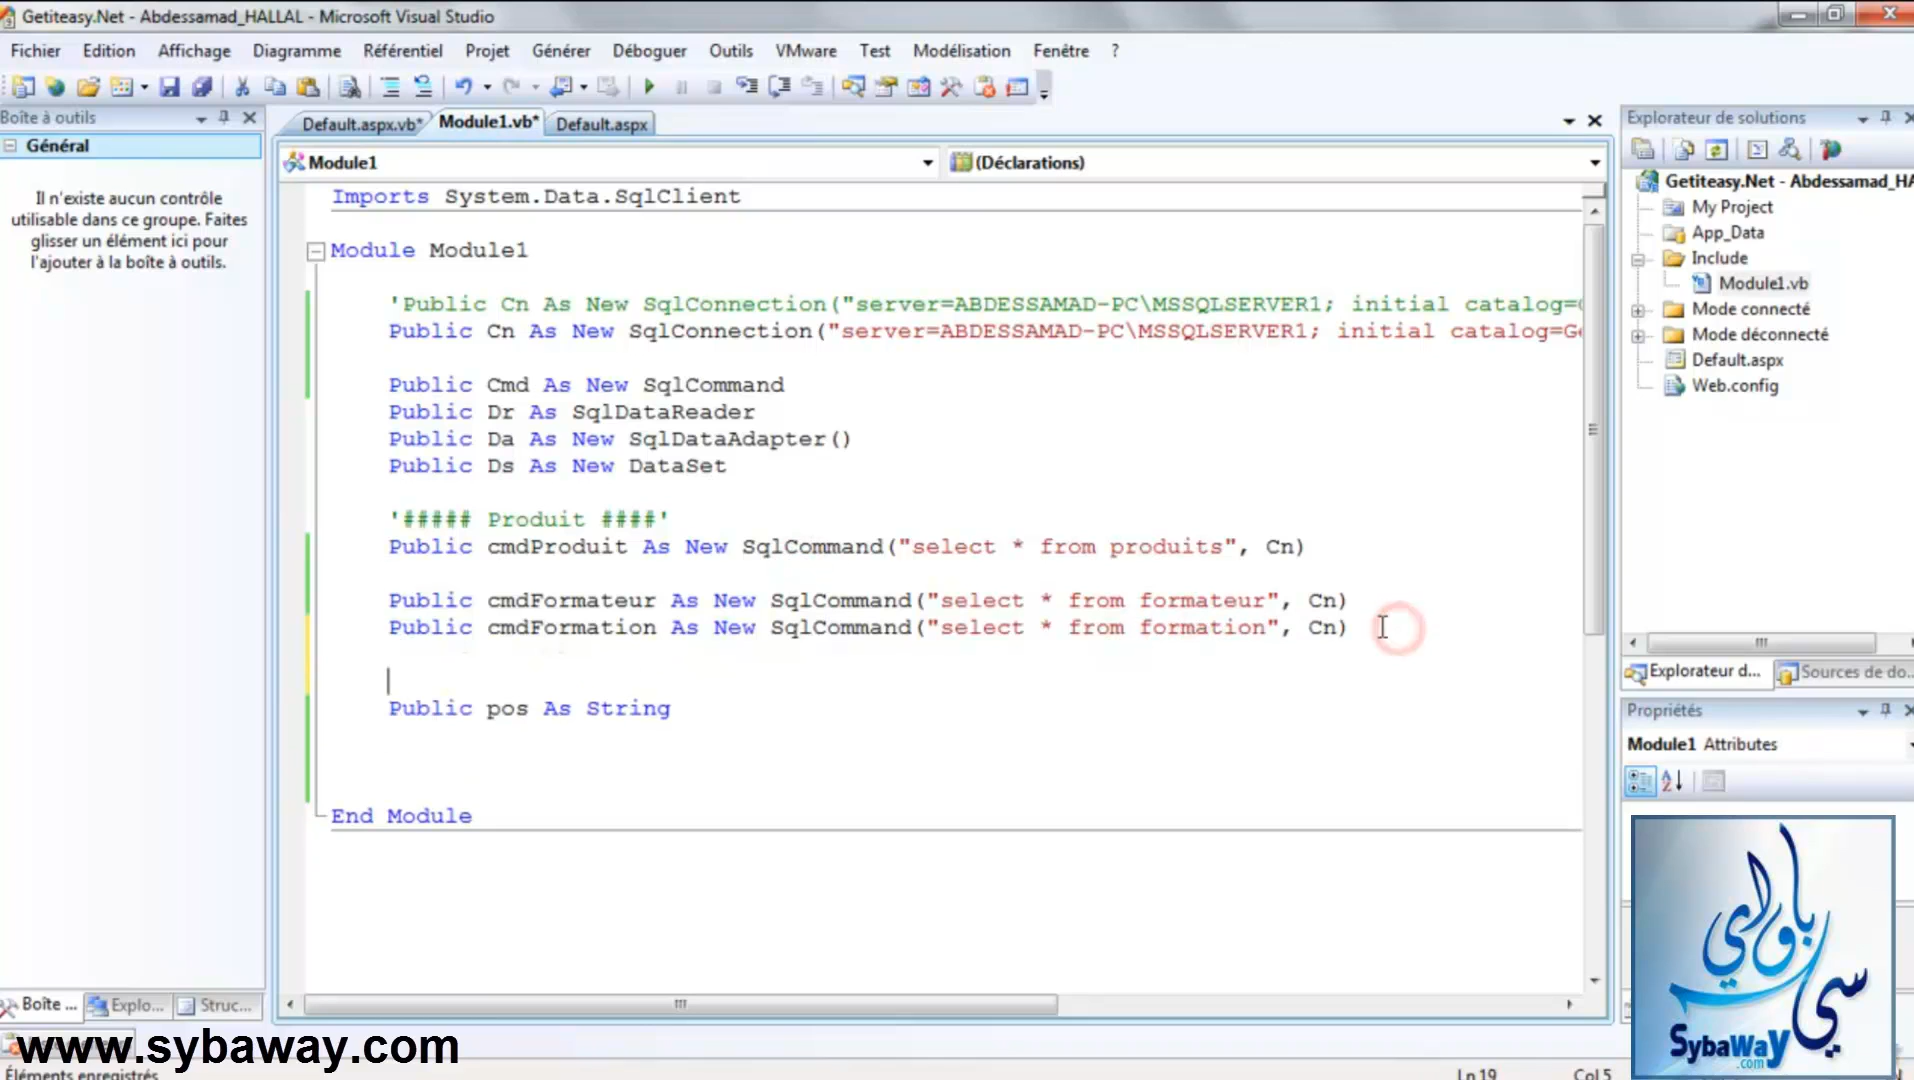 Getiteasy.Net - Abdessamad_HALLAL - Microsoft Visual Studio
Fichier Edition Affichage Diagramme Référentiel Projet Générer Déboguer Outils VMware Test Modélisation Fenêtre ?
Boîte à outils
Général
Il n'existe aucun contrôle
utilisable dans ce groupe. Faites
glisser un élément ici pour
l'ajouter à la boîte à outils.
Boîte ... Explo... Struc...
Default.aspx.vb* Module1.vb* Default.aspx
Module1 (Déclarations)
Imports System.Data.SqlClient
Module Module1
'Public Cn As New SqlConnection("server=ABDESSAMAD-PC\MSSQLSERVER1; initial catalog=
Public Cn As New SqlConnection("server=ABDESSAMAD-PC\MSSQLSERVER1; initial catalog=Ge
Public Cmd As New SqlCommand
Public Dr As SqlDataReader
Public Da As New SqlDataAdapter()
Public Ds As New DataSet
'##### Produit ####'
Public cmdProduit As New SqlCommand("select * from produits", Cn)
Public cmdFormateur As New SqlCommand("select * from formateur", Cn)
Public cmdFormation As New SqlCommand("select * from formation", Cn)
Public pos As String
End Module
Explorateur de solutions
Getiteasy.Net - Abdessamad_HA
My Project
App_Data
Include
Module1.vb
Mode connecté
Mode déconnecté
Default.aspx
Web.config
Explorateur d... Sources de do...
Propriétés
Module1 Attributes
باواي
سي
SybaWay
.com
www.sybaway.com
Éléments enregistrés
Ln 19 Col 5